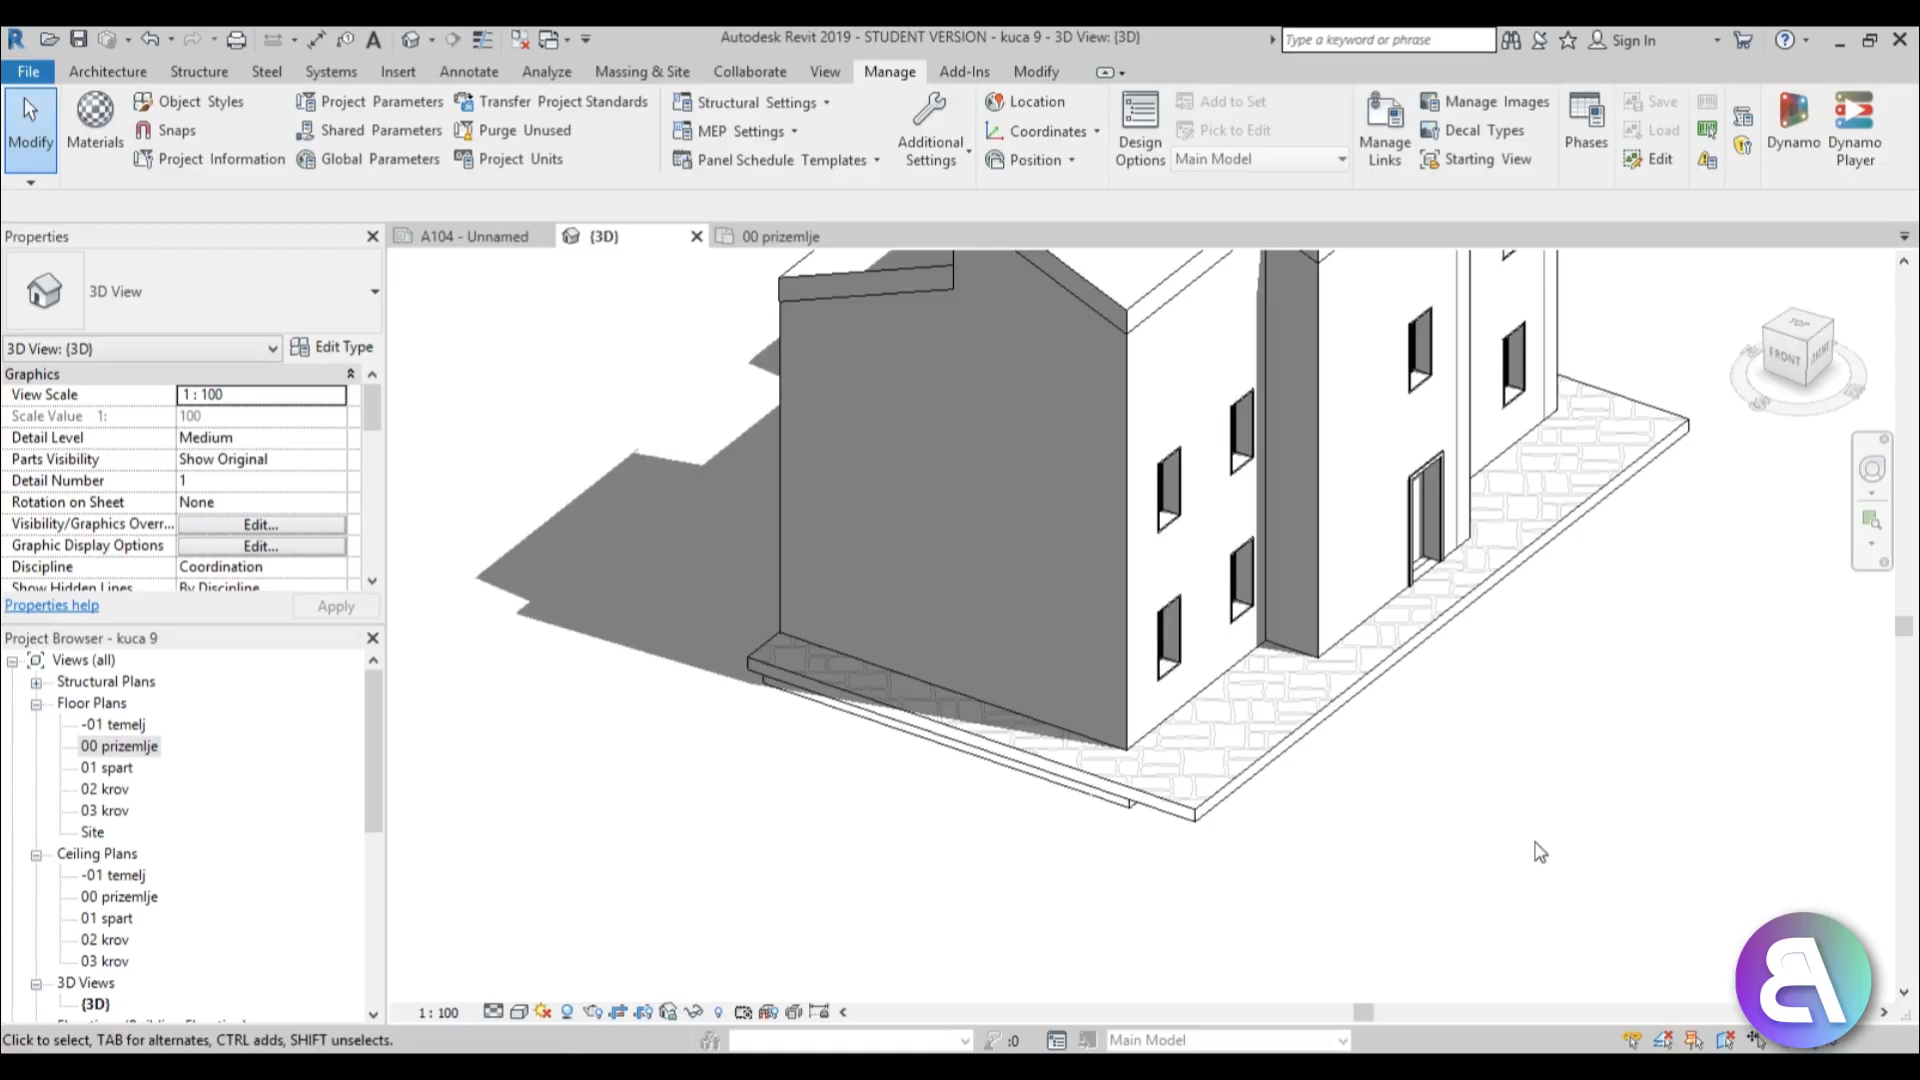 Autodesk Revit 2019 - STUDENT VERSION - kuca 9 - 3D View: {3D}
Type a keyword or phrase
Sign In
File Architecture Structure Steel Systems Insert Annotate Analyze Massing & Site Collaborate View Manage Add-Ins Modify
Modify
Materials
Object Styles
Snaps
Project Information
Project Parameters
Shared Parameters
Global Parameters
Transfer Project Standards
Purge Unused
Project Units
Structural Settings
MEP Settings
Panel Schedule Templates
Additional
Settings
Location
Coordinates
Position
Design
Options
Add to Set
Pick to Edit
Main Model
Manage
Links
Manage Images
Decal Types
Starting View
Phases
Save
Load
Edit
Dynamo
Dynamo
Player
Properties
A104 - Unnamed
{3D}
00 prizemlje
3D View
3D View: {3D}
Edit Type
Graphics
View Scale 1 : 100
Scale Value 1: 100
Detail Level Medium
Parts Visibility Show Original
Detail Number 1
Rotation on Sheet None
Visibility/Graphics Overr... Edit...
Graphic Display Options Edit...
Discipline Coordination
Show Hidden Lines By Discipline
Properties help
Apply
TOP
FRONT
RIGHT
Project Browser - kuca 9
Views (all)
Structural Plans
Floor Plans
-01 temelj
00 prizemlje
01 spart
02 krov
03 krov
Site
Ceiling Plans
-01 temelj
00 prizemlje
01 spart
02 krov
03 krov
3D Views
{3D}
1 : 100
Click to select, TAB for alternates, CTRL adds, SHIFT unselects.
:0
Main Model